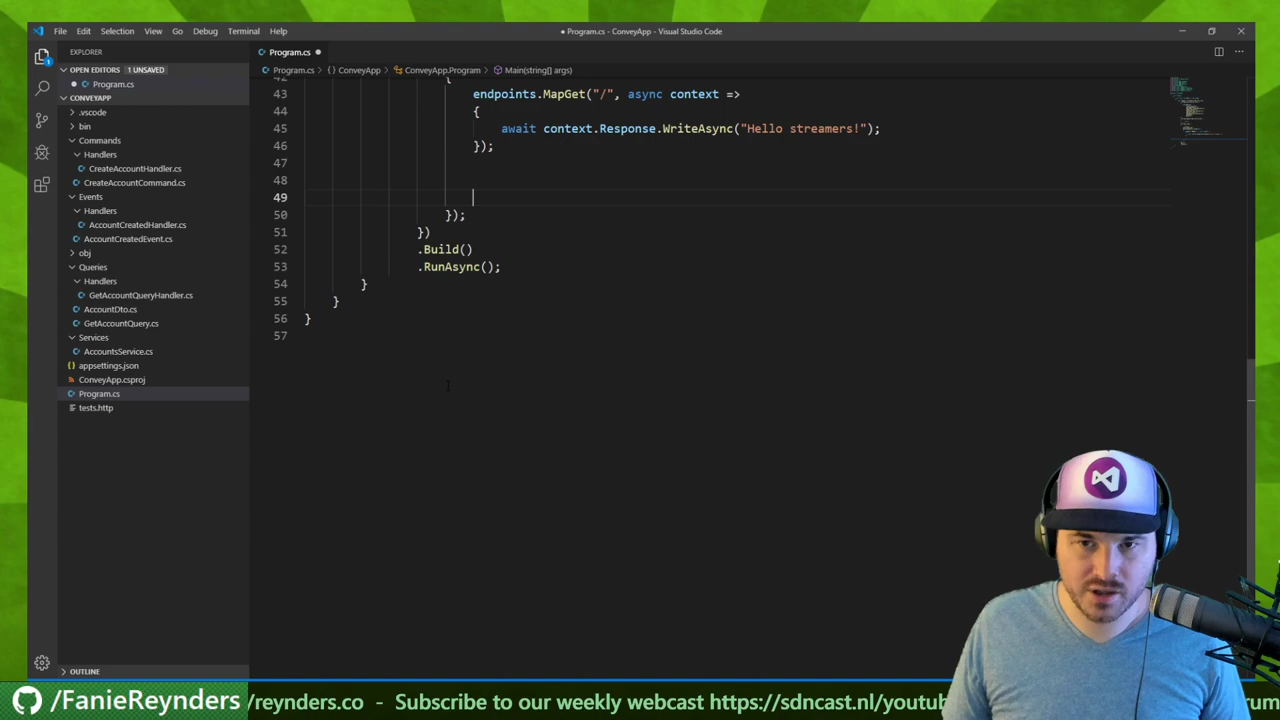 File Edit Selection View Go Debug Terminal Help
● Program.cs - ConveyApp - Visual Studio Code
EXPLORER
Program.cs ●
OPEN EDITORS 1 UNSAVED
● Program.cs
Program.cs > { } ConveyApp > ConveyApp.Program > Main(string[] args)
1
CONVEYAPP
.vscode
bin
Commands
Handlers
CreateAccountHandler.cs
CreateAccountCommand.cs
Events
Handlers
AccountCreatedHandler.cs
AccountCreatedEvent.cs
obj
Queries
Handlers
GetAccountQueryHandler.cs
AccountDto.cs
GetAccountQuery.cs
Services
AccountsService.cs
{} appsettings.json
ConveyApp.csproj
Program.cs
tests.http
OUTLINE
42 {
43 endpoints.MapGet("/", async context =>
44 {
45 await context.Response.WriteAsync("Hello streamers!");
46 });
47
48
49
50 });
51 })
52 .Build()
53 .RunAsync();
54 }
55 }
56 }
57
/FanieReynders /reynders.co - Subscribe to our weekly webcast https://sdncast.nl/youtub rum